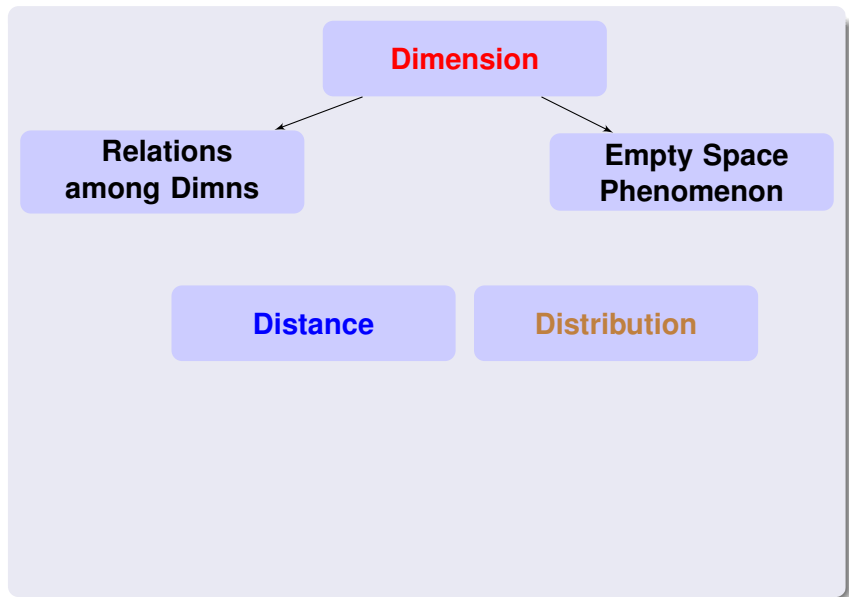 Dimension
Relations
among Dimns
Empty Space
Phenomenon
Distance
Distribution